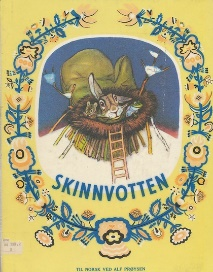 SKINNVOTTEN
TIL NORSK VED ALF PRØYSEN